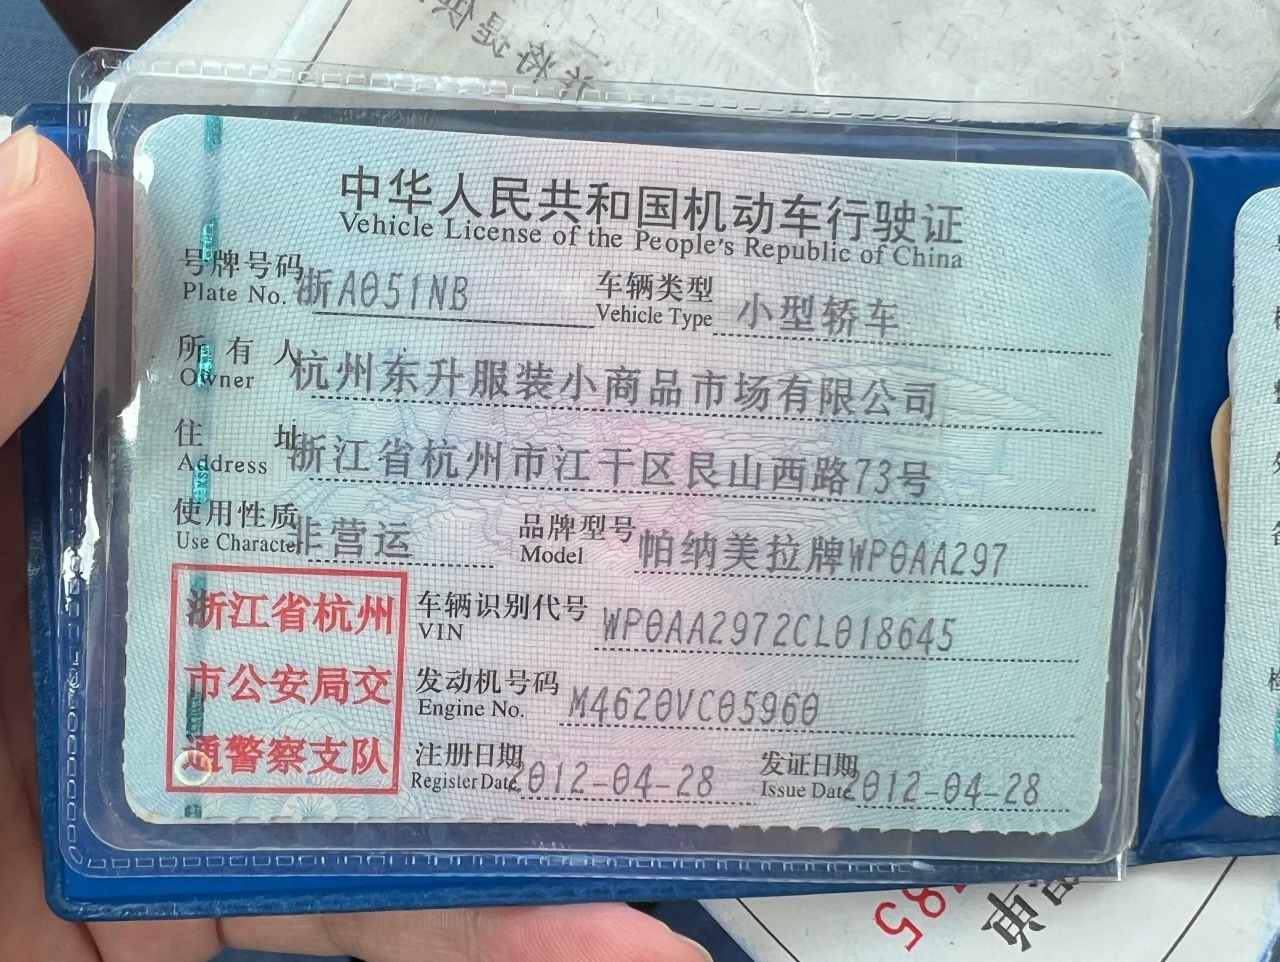 中华人民共和国机动车行驶证
Vehicle License of the People's Republic of China
号牌号码 浙A051NB 车辆类型 小型轿车
Plate No. Vehicle Type
所有人 杭州东升服装小商品市场有限公司
Owner
住址 浙江省杭州市江干区艮山西路73号
Address
使用性质 非营运 品牌型号 帕纳美拉牌WP0AA297
Use Character Model
浙江省杭州
市公安局交
通警察支队
车辆识别代号 WP0AA2972CL018645
VIN
发动机号码 M4620VC05960
Engine No.
注册日期 2012-04-28 发证日期 2012-04-28
Register Date Issue Date